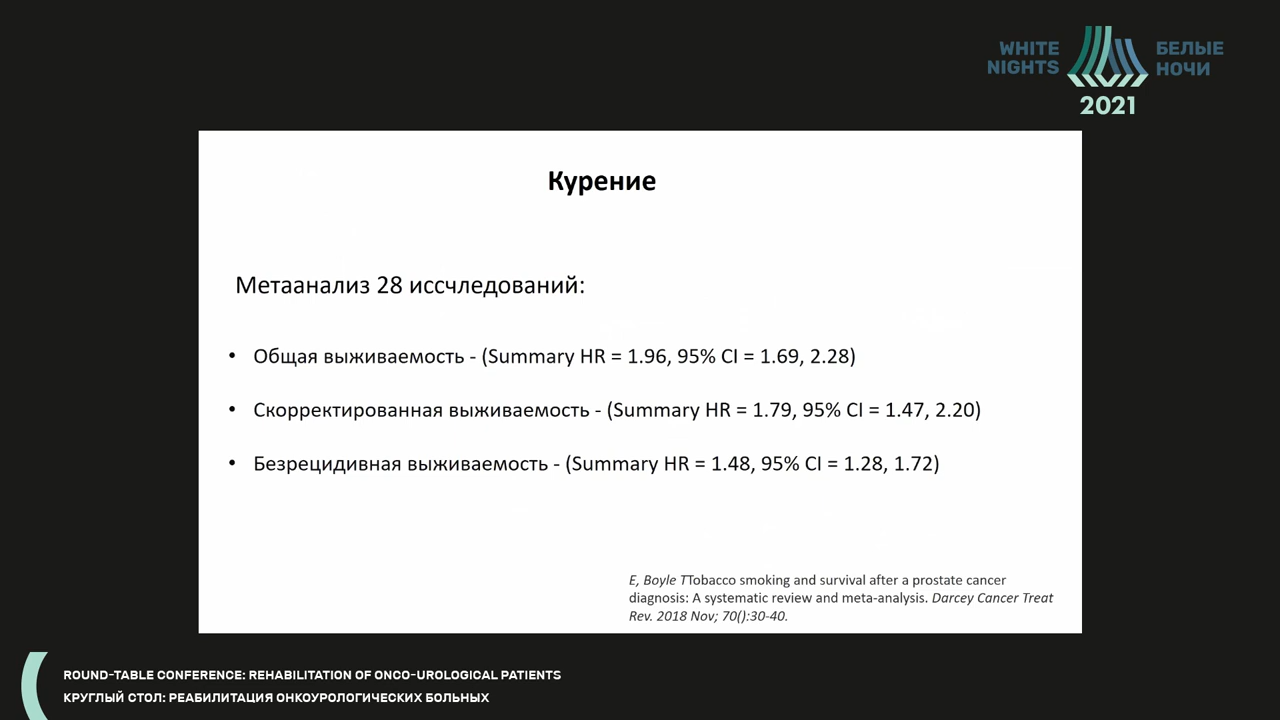 WHITE
NIGHTS
БЕЛЫЕ
НОЧИ
2021
Курение
Метаанализ 28 иссчледований:
• Общая выживаемость - (Summary HR = 1.96, 95% CI = 1.69, 2.28)
• Скорректированная выживаемость - (Summary HR = 1.79, 95% CI = 1.47, 2.20)
• Безрецидивная выживаемость - (Summary HR = 1.48, 95% CI = 1.28, 1.72)
E, Boyle TTobacco smoking and survival after a prostate cancer
diagnosis: A systematic review and meta-analysis. Darcey Cancer Treat
Rev. 2018 Nov; 70():30-40.
ROUND-TABLE CONFERENCE: REHABILITATION OF ONCO-UROLOGICAL PATIENTS
КРУГЛЫЙ СТОЛ: РЕАБИЛИТАЦИЯ ОНКОУРОЛОГИЧЕСКИХ БОЛЬНЫХ